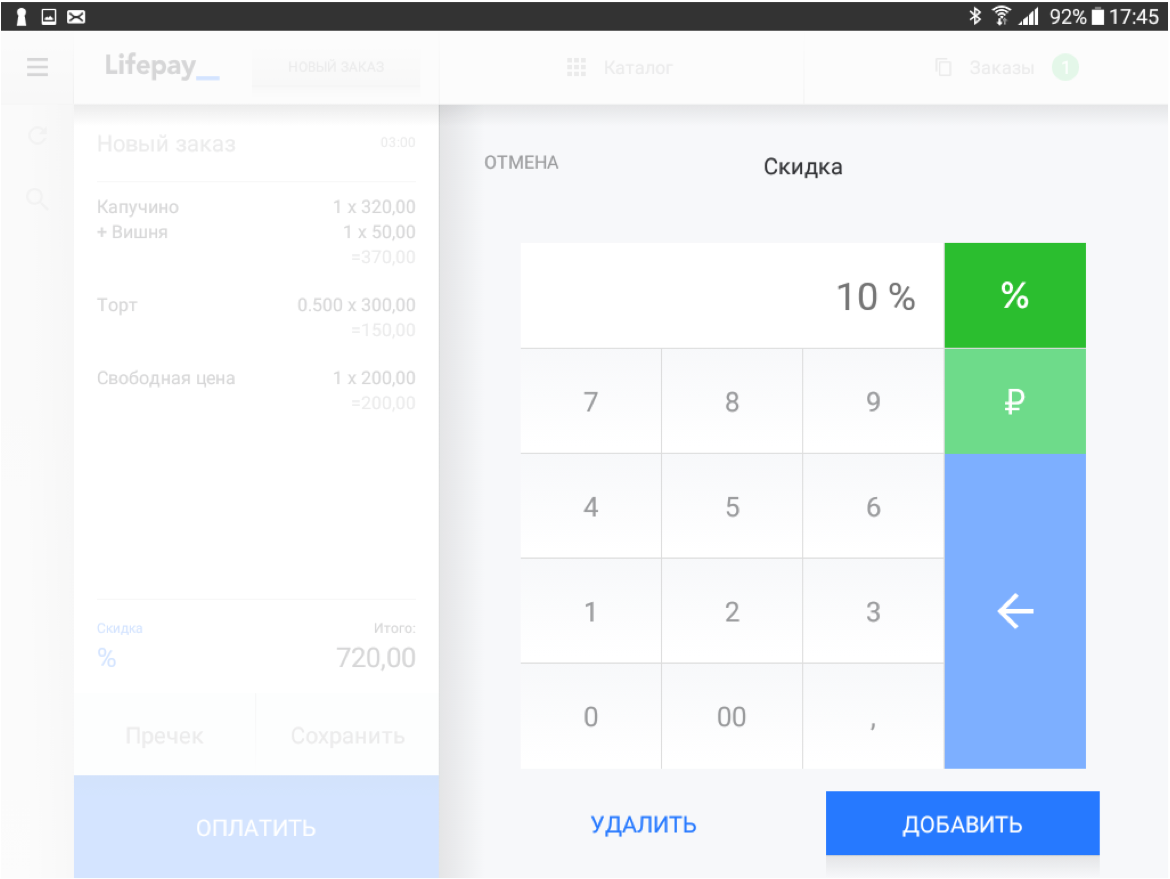 92% 17:45
Lifepay_ НОВЫЙ ЗАКАЗ Каталог Заказы 1
Новый заказ 03:00
Капучино 1 x 320,00
+ Вишня 1 x 50,00
=370,00
Торт 0.500 x 300,00
=150,00
Свободная цена 1 x 200,00
=200,00
Скидка Итого:
% 720,00
Пречек Сохранить
ОПЛАТИТЬ
ОТМЕНА Скидка
10 % %
7 8 9 ₽
4 5 6
1 2 3
0 00 ,
УДАЛИТЬ ДОБАВИТЬ